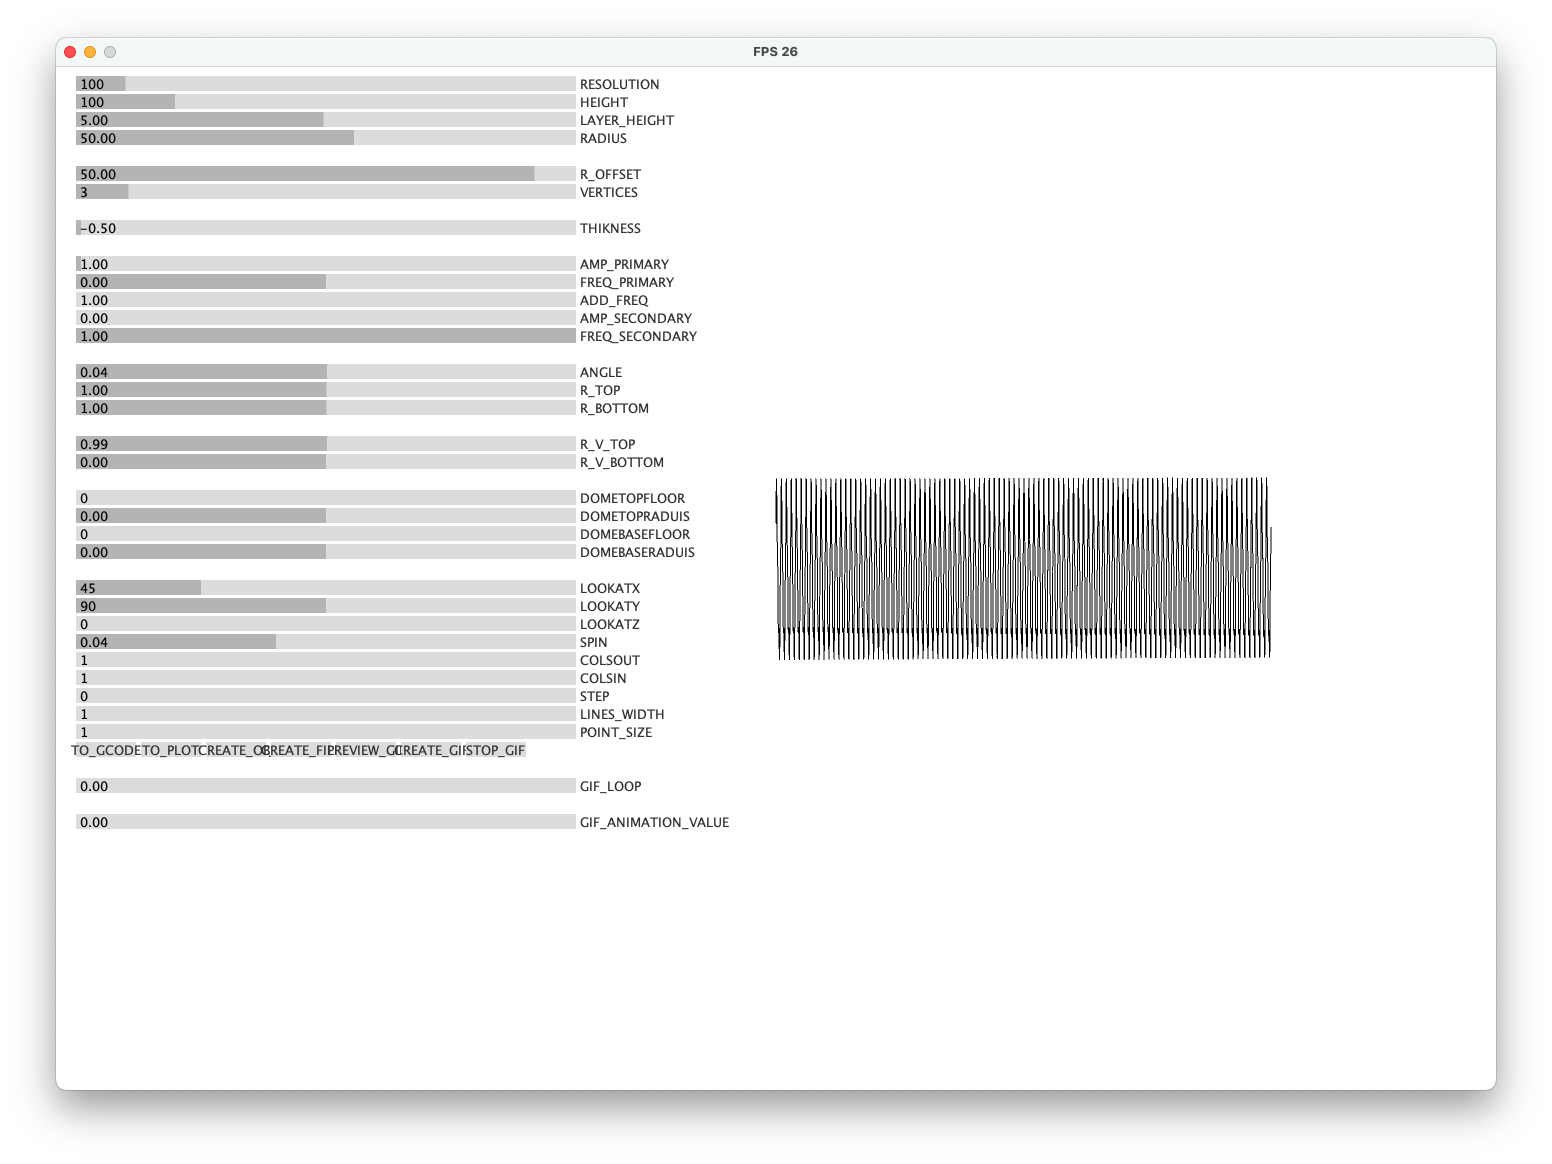 FPS 26
100 RESOLUTION
100 HEIGHT
5.00 LAYER_HEIGHT
50.00 RADIUS
50.00 R_OFFSET
3 VERTICES
-0.50 THIKNESS
1.00 AMP_PRIMARY
0.00 FREQ_PRIMARY
1.00 ADD_FREQ
0.00 AMP_SECONDARY
1.00 FREQ_SECONDARY
0.04 ANGLE
1.00 R_TOP
1.00 R_BOTTOM
0.99 R_V_TOP
0.00 R_V_BOTTOM
0 DOMETOPFLOOR
0.00 DOMETOPRADUIS
0 DOMEBASEFLOOR
0.00 DOMEBASERADUIS
45 LOOKATX
90 LOOKATY
0 LOOKATZ
0.04 SPIN
1 COLSOUT
1 COLSIN
0 STEP
1 LINES_WIDTH
1 POINT_SIZE
TO_GCODE TO_PLOT STOP_GIF
0.00 GIF_LOOP
0.00 GIF_ANIMATION_VALUE